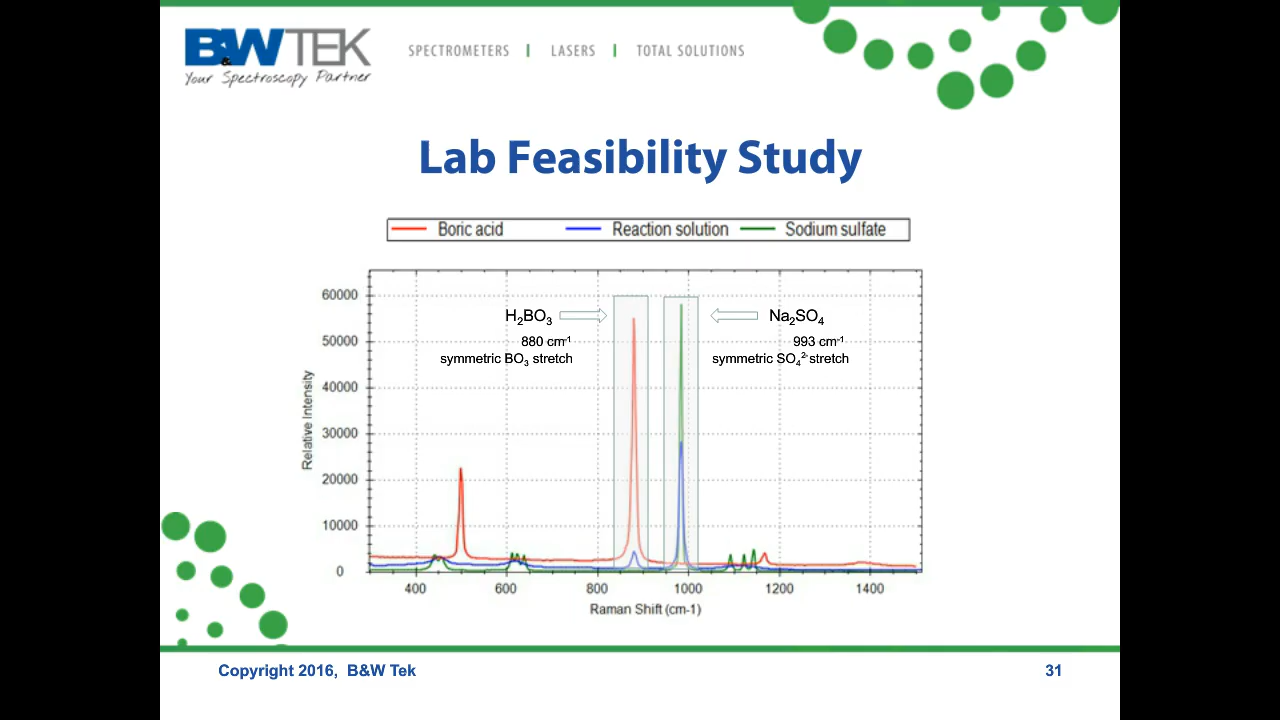 B&WTEK
Your Spectroscopy Partner
SPECTROMETERS | LASERS | TOTAL SOLUTIONS
Lab Feasibility Study
Boric acid Reaction solution Sodium sulfate
H₂BO₃
880 cm⁻¹
symmetric BO₃ stretch
Na₂SO₄
993 cm⁻¹
symmetric SO₄²⁻ stretch
Relative Intensity
60000
50000
40000
30000
20000
10000
0
400 600 800 1000 1200 1400
Raman Shift (cm-1)
Copyright 2016, B&W Tek
31